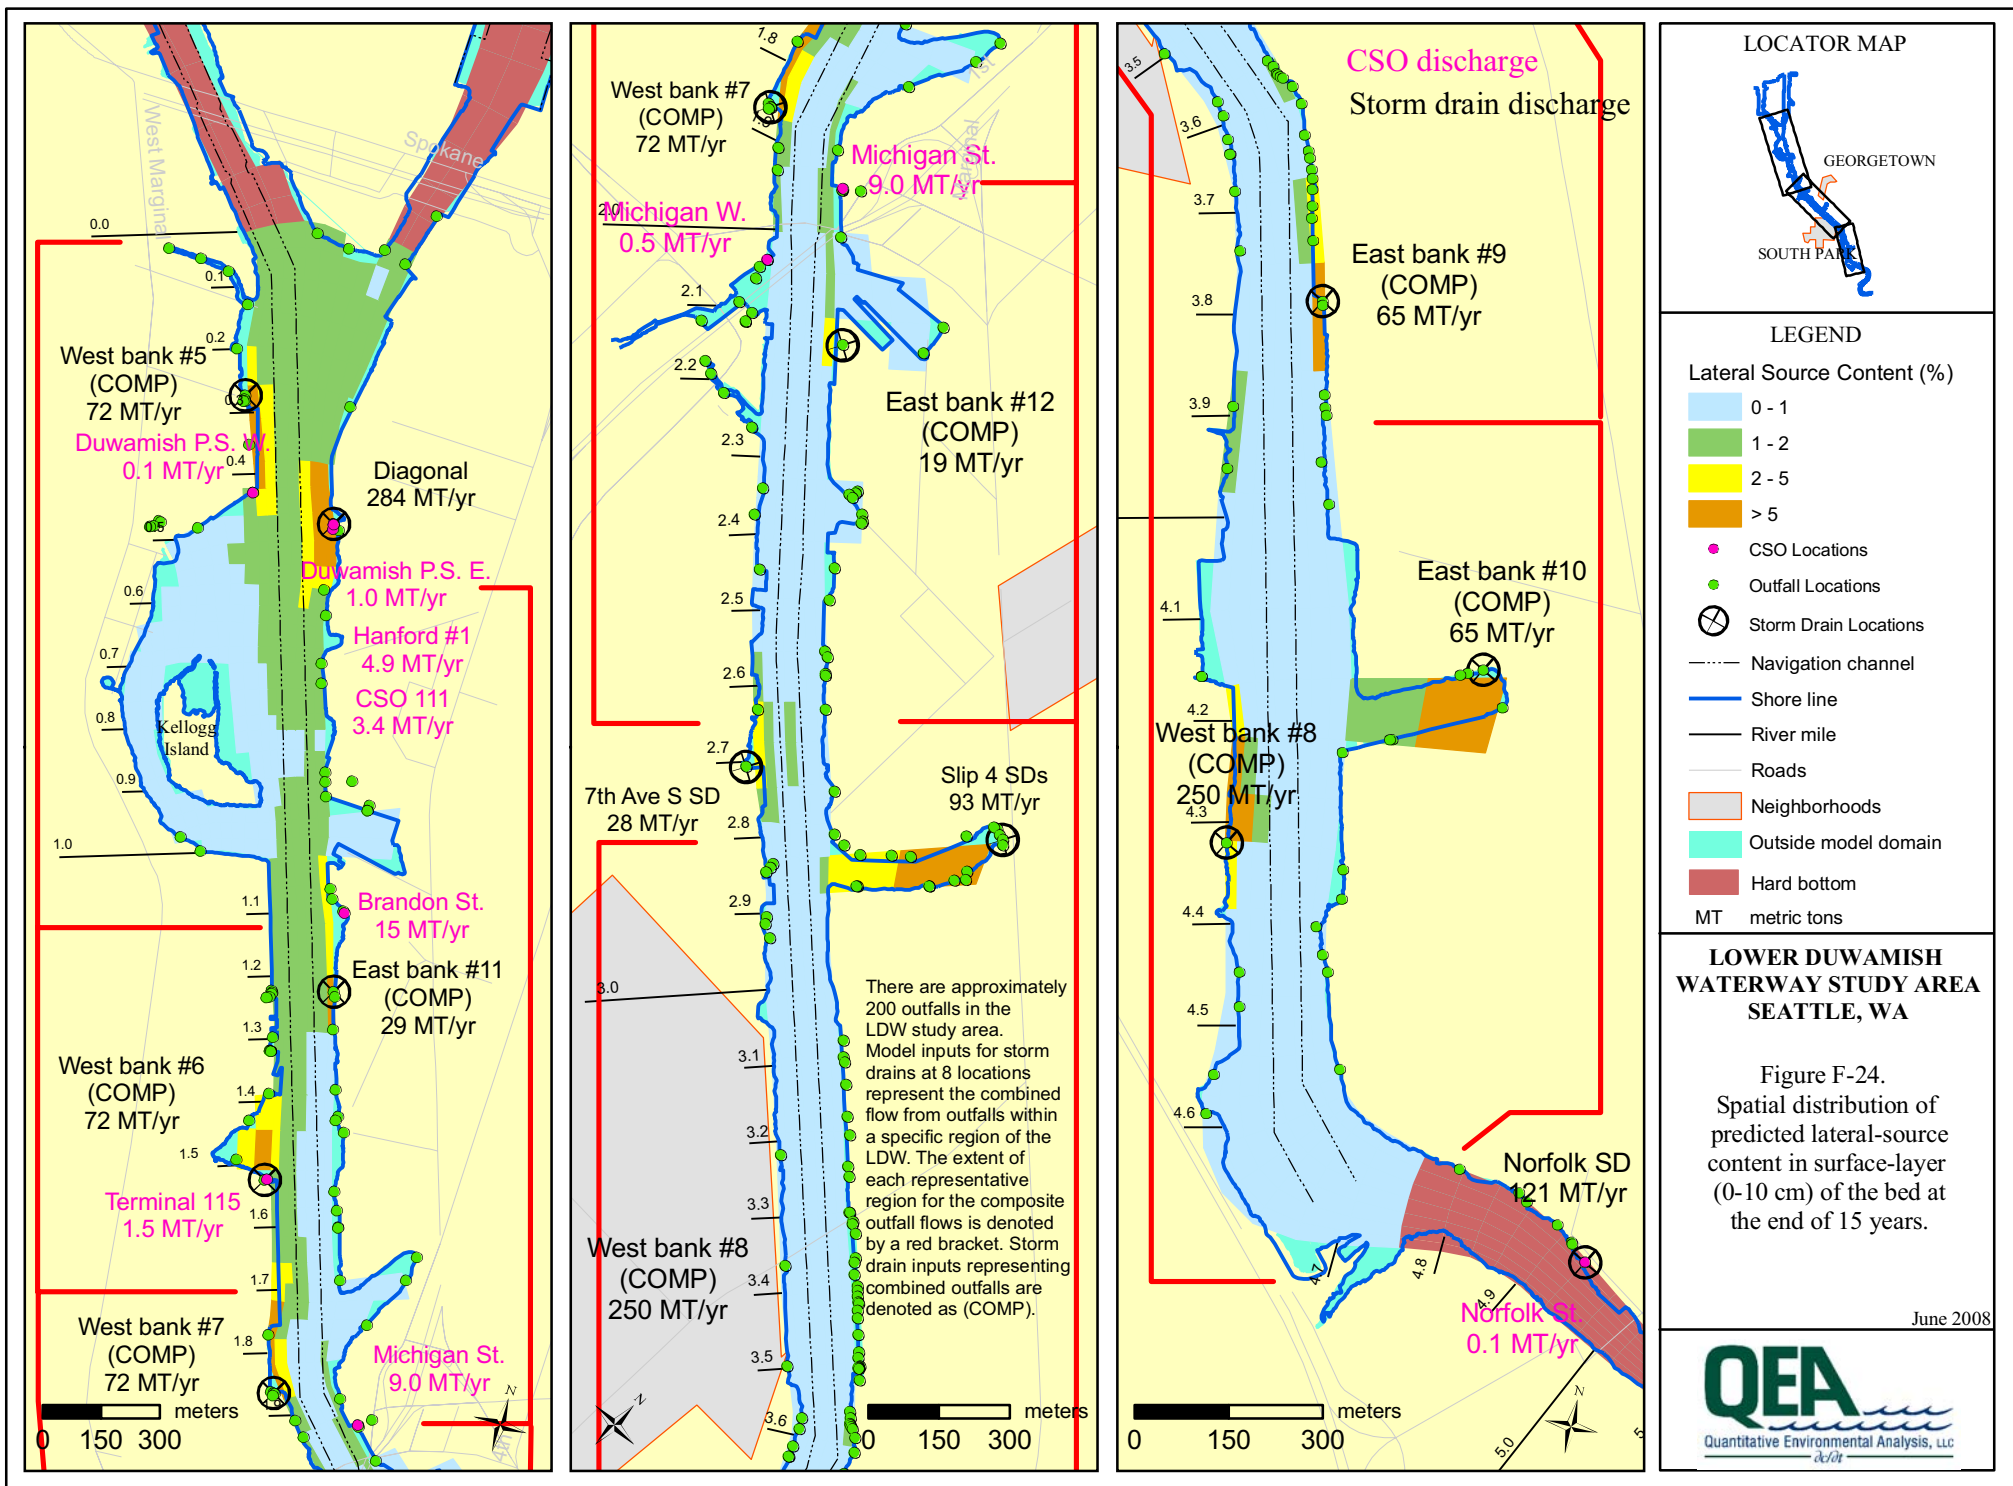 West Marginal
Spokane
0.0
0.1
0.2
West bank #5
(COMP)
72 MT/yr
0.3
Duwamish P.S. W.
0.1 MT/yr
0.4
Diagonal
284 MT/yr
0.5
Duwamish P.S. E.
1.0 MT/yr
0.6
Hanford #1
4.9 MT/yr
0.7
CSO 111
3.4 MT/yr
0.8
Kellogg
Island
0.9
1.0
1.1
Brandon St.
15 MT/yr
1.2
East bank #11
(COMP)
29 MT/yr
1.3
West bank #6
(COMP)
72 MT/yr
1.4
1.5
Terminal 115
1.5 MT/yr
1.6
1.7
West bank #7
(COMP)
72 MT/yr
1.8
Michigan St.
9.0 MT/yr
1.9
4th
N
meters
0 150 300
1.8
1st
West bank #7
(COMP)
72 MT/yr
1.9
Marginal
Michigan St.
9.0 MT/yr
2.0
Michigan W.
0.5 MT/yr
2.1
2.2
East bank #12
(COMP)
19 MT/yr
2.3
2.4
2.5
2.6
2.7
7th Ave S SD
28 MT/yr
Slip 4 SDs
93 MT/yr
2.8
2.9
3.0
There are approximately
200 outfalls in the
LDW study area.
Model inputs for storm
drains at 8 locations
represent the combined
flow from outfalls within
a specific region of the
LDW. The extent of
each representative
region for the composite
outfall flows is denoted
by a red bracket. Storm
drain inputs representing
combined outfalls are
denoted as (COMP).
3.1
3.2
3.3
West bank #8
(COMP)
250 MT/yr
3.4
3.5
3.6
N
meters
0 150 300
CSO discharge
Storm drain discharge
3.5
3.6
3.7
East bank #9
(COMP)
65 MT/yr
3.8
3.9
East bank #10
(COMP)
65 MT/yr
4.1
4.2
West bank #8
(COMP)
250 MT/yr
4.3
4.4
4.5
4.6
Norfolk SD
121 MT/yr
4.7
4.8
4.9
Norfolk St.
0.1 MT/yr
5.0
5.
N
meters
0 150 300
LOCATOR MAP
GEORGETOWN
SOUTH PARK
LEGEND
Lateral Source Content (%)
0 - 1
1 - 2
2 - 5
> 5
CSO Locations
Outfall Locations
Storm Drain Locations
Navigation channel
Shore line
River mile
Roads
Neighborhoods
Outside model domain
Hard bottom
MT metric tons
LOWER DUWAMISH
WATERWAY STUDY AREA
SEATTLE, WA
Figure F-24.
Spatial distribution of
predicted lateral-source
content in surface-layer
(0-10 cm) of the bed at
the end of 15 years.
June 2008
QEA
Quantitative Environmental Analysis, LLC
∂c/∂t